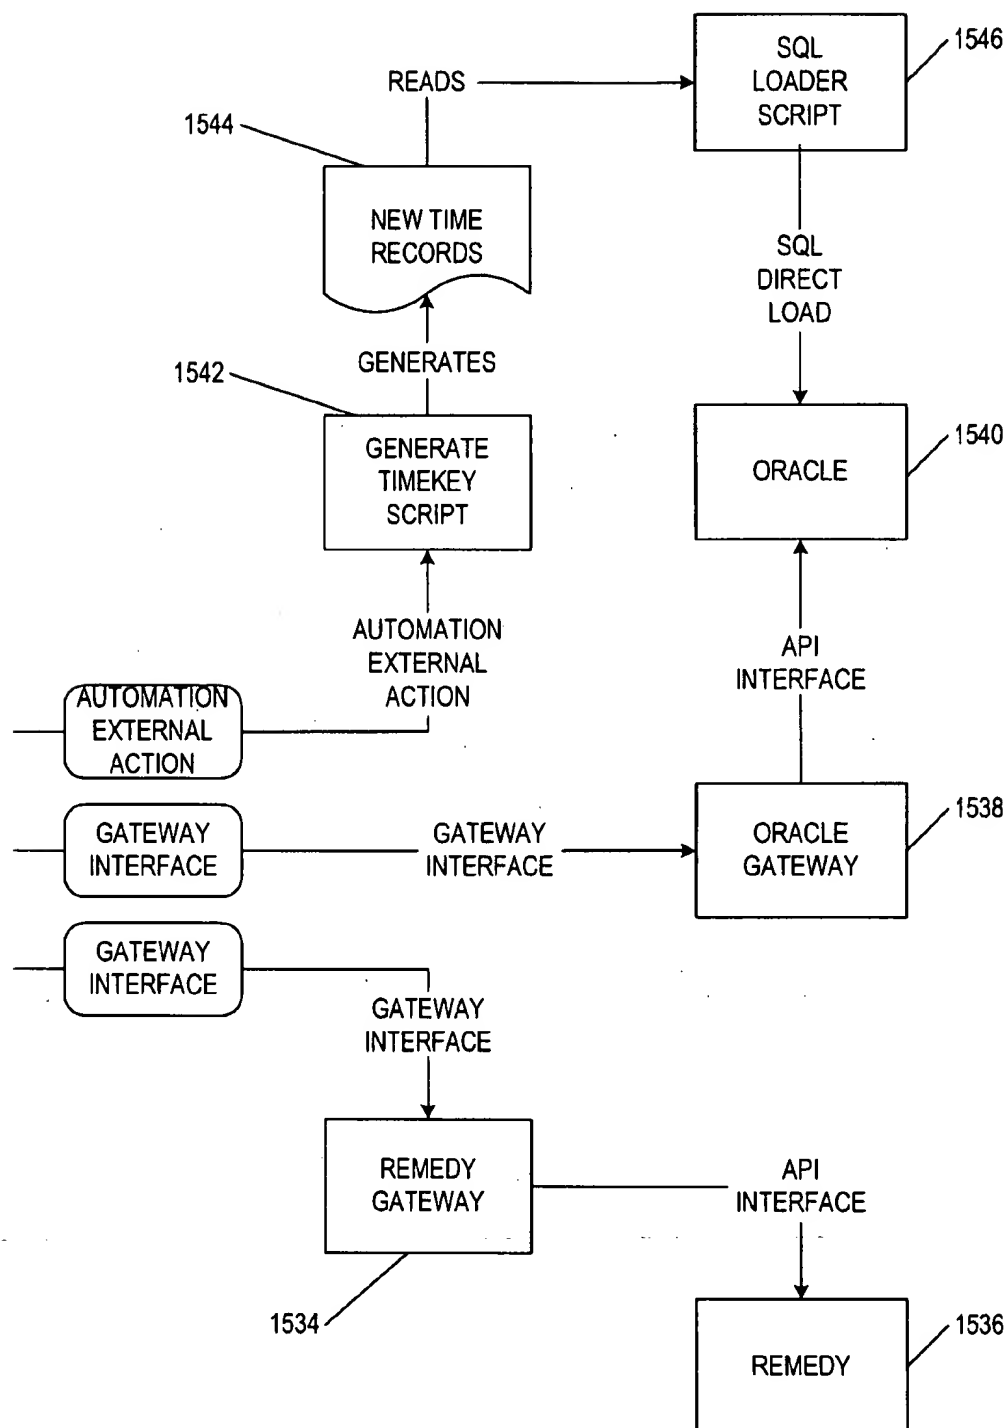 SQL
LOADER
SCRIPT
1546
READS
1544
NEW TIME
RECORDS
SQL
DIRECT
LOAD
GENERATES
1542
GENERATE
TIMEKEY
SCRIPT
ORACLE
1540
AUTOMATION
EXTERNAL
ACTION
API
INTERFACE
AUTOMATION
EXTERNAL
ACTION
GATEWAY
INTERFACE
GATEWAY
INTERFACE
ORACLE
GATEWAY
1538
GATEWAY
INTERFACE
GATEWAY
INTERFACE
REMEDY
GATEWAY
API
INTERFACE
1534
REMEDY
1536